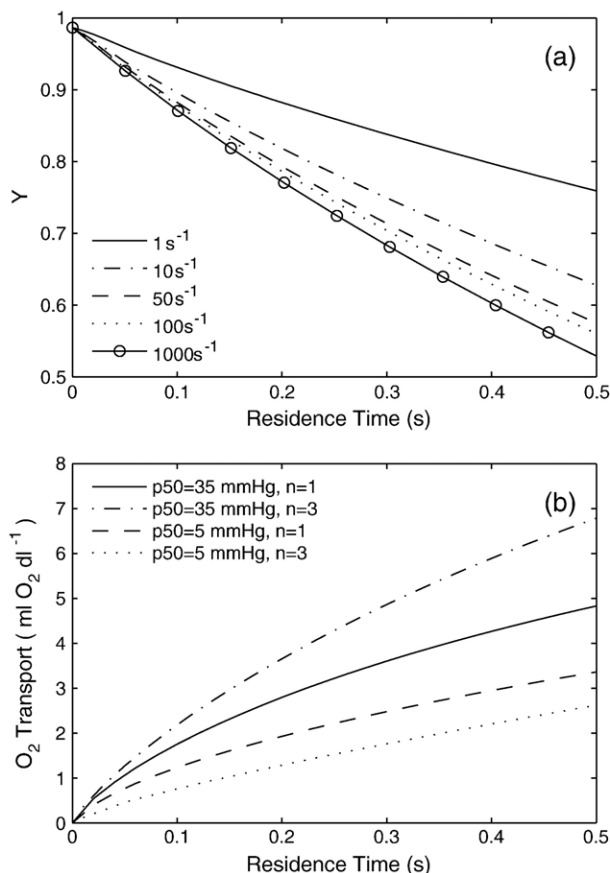 1
(a)
0.9
0.8
Y
0.7
0.6
0.5
1 s⁻¹
10 s⁻¹
50 s⁻¹
100s⁻¹
1000s⁻¹
0 0.1 0.2 0.3 0.4 0.5
Residence Time (s)
8
7
6
5
4
3
2
1
0
O₂ Transport ( ml O₂ dl ⁻¹ )
p50=35 mmHg, n=1
p50=35 mmHg, n=3
p50=5 mmHg, n=1
p50=5 mmHg, n=3
(b)
0 0.1 0.2 0.3 0.4 0.5
Residence Time (s)